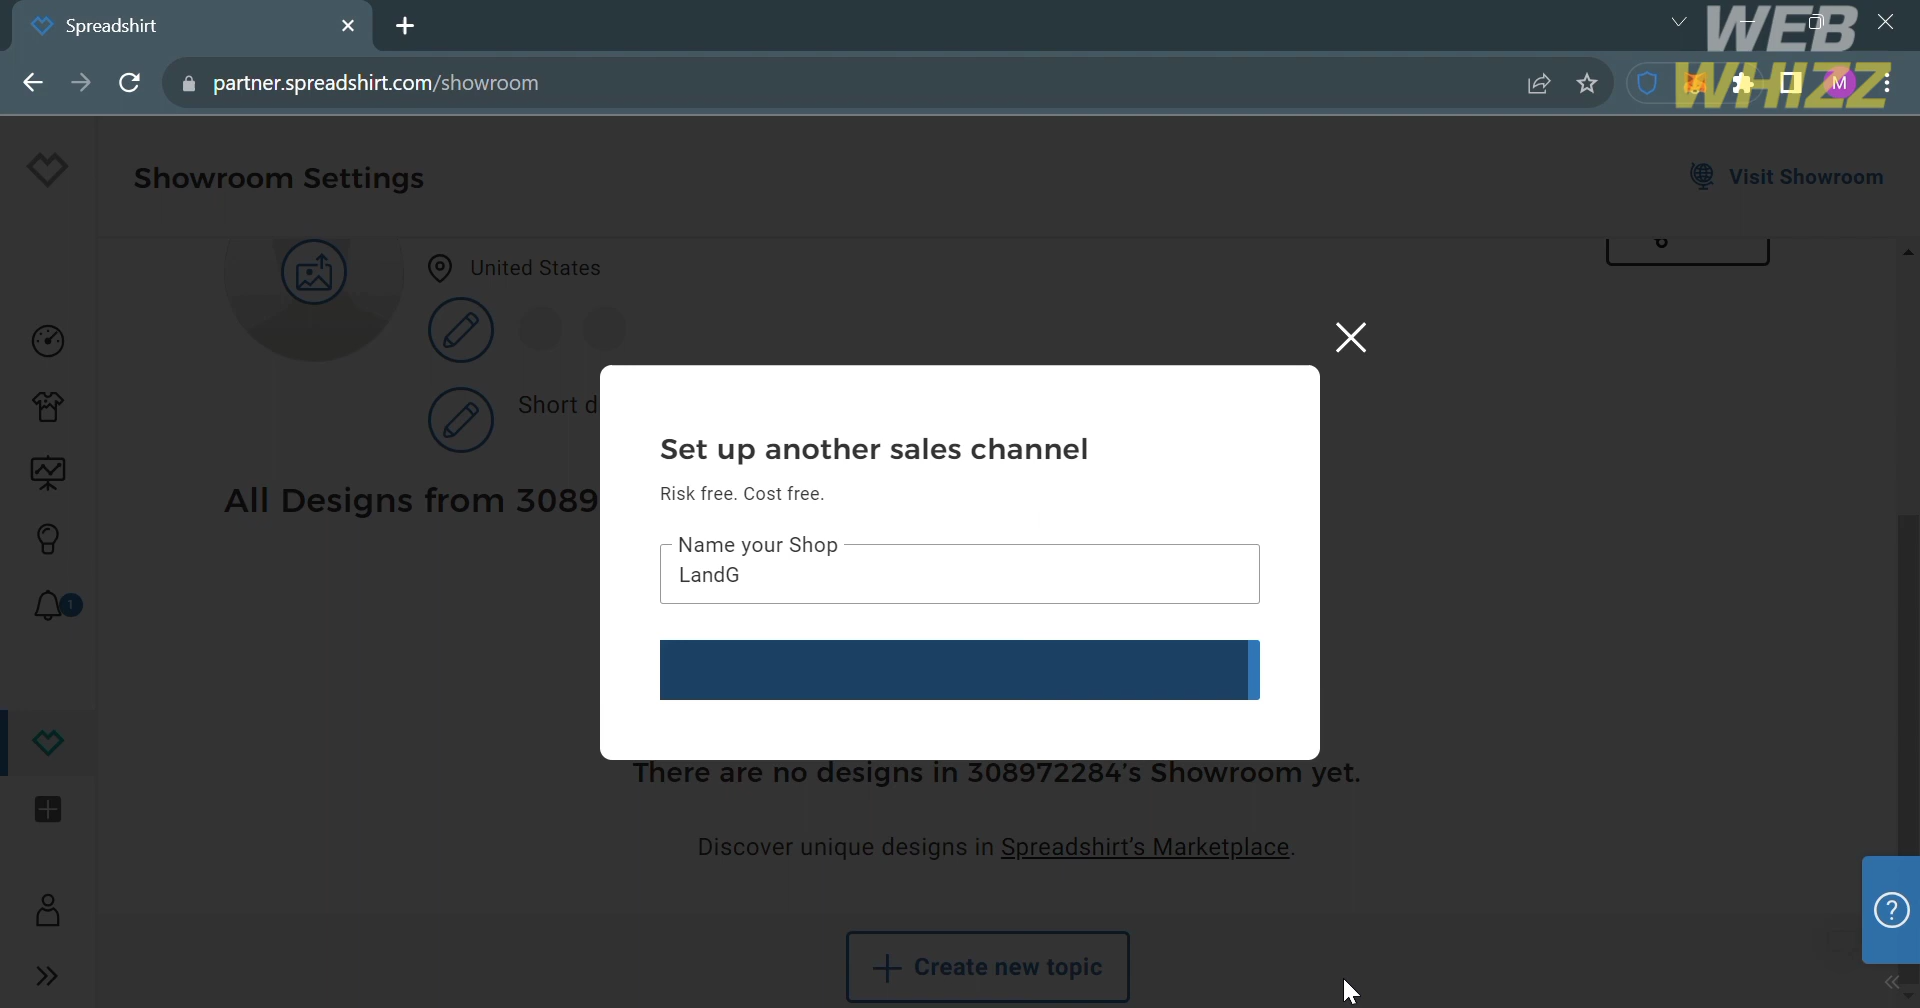 Spreadshirt
WEB
WHIZZ
partner.spreadshirt.com/showroom
M
Showroom Settings
Visit Showroom
United States
Short d
All Designs from 3089
Set up another sales channel
Risk free. Cost free.
Name your Shop
LandG
1
There are no designs in 308972284's Showroom yet.
Discover unique designs in Spreadshirt's Marketplace.
?
+ Create new topic